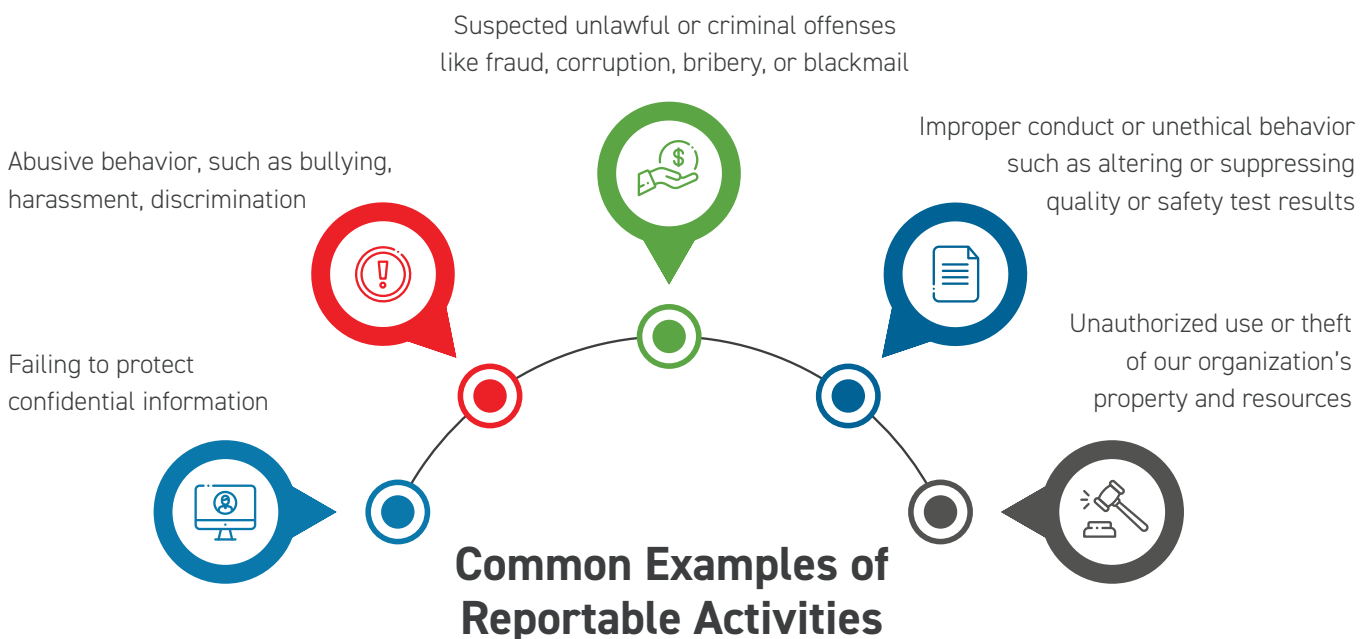 Suspected unlawful or criminal offenses
like fraud, corruption, bribery, or blackmail
Abusive behavior, such as bullying,
harassment, discrimination
Improper conduct or unethical behavior
such as altering or suppressing
quality or safety test results
Failing to protect
confidential information
Unauthorized use or theft
of our organization's
property and resources
$
!
Common Examples of
Reportable Activities